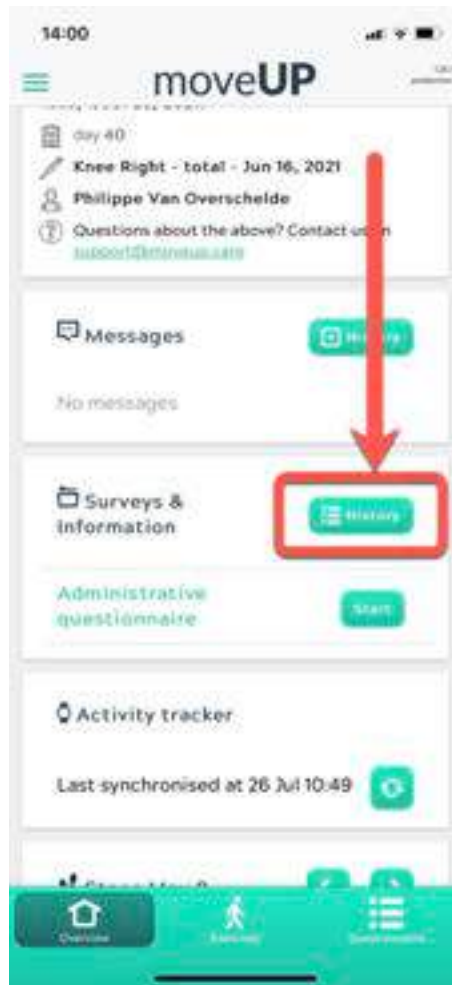 14:00
moveUP
day 40
Knee Right - total - Jun 16, 2021
Philippe Van Overschelde
Questions about the above? Contact us on
support@moveup.care
Messages
History
No messages
Surveys &
information
History
Administrative
questionnaire
Start
Activity tracker
Last synchronised at 26 Jul 10:49
Overview